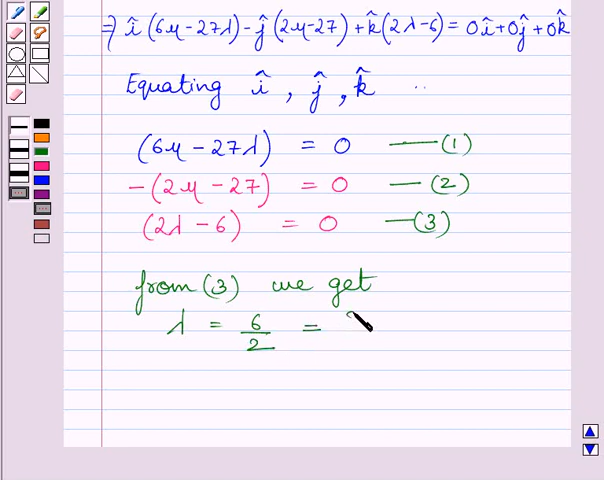 ⇒ î(6μ-27λ) - ĵ(2μ-27) + k̂(2λ-6) = 0î+0ĵ+0k̂
Equating î, ĵ, k̂ ..
(6μ-27λ) = 0 —(1)
-(2μ-27) = 0 —(2)
(2λ-6) = 0 —(3)
from (3) we get
λ = 6/2 =